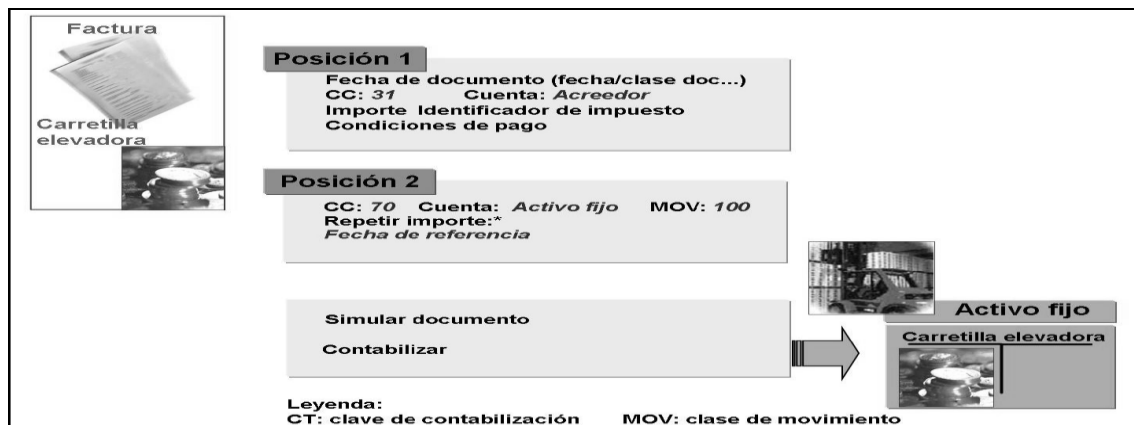 Factura
Carretilla
elevadora
Posición 1
Fecha de documento (fecha/clase doc...)
CC: 31 Cuenta: Acreedor
Importe Identificador de impuesto
Condiciones de pago
Posición 2
CC: 70 Cuenta: Activo fijo MOV: 100
Repetir importe:*
Fecha de referencia
Simular documento
Contabilizar
Activo fijo
Carretilla elevadora
Leyenda:
CT: clave de contabilización MOV: clase de movimiento